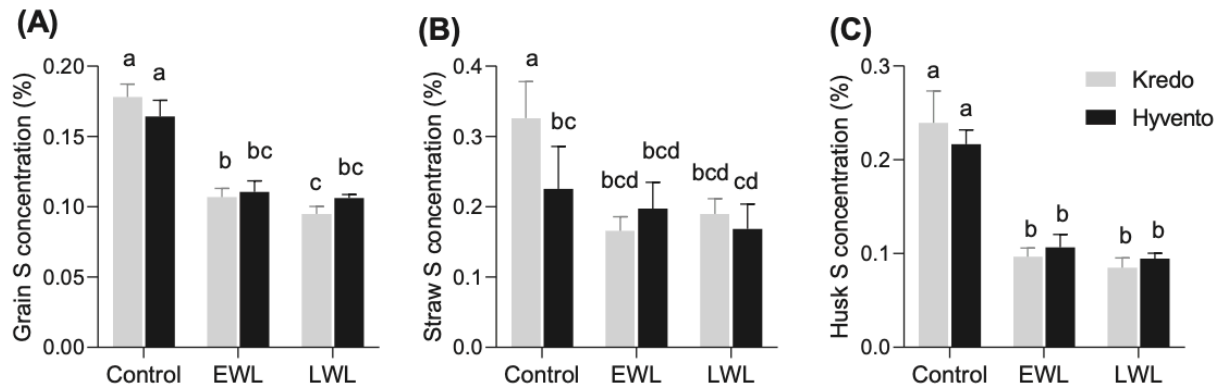 (A)
Grain S concentration (%)
0.20
0.15
0.10
0.05
0.00
a a
b bc
c bc
Control EWL LWL
(B)
Straw S concentration (%)
0.4
0.3
0.2
0.1
0.0
a bc
bcd bcd
bcd cd
Control EWL LWL
(C)
Husk S concentration (%)
0.3
0.2
0.1
0.0
a a
b b
b b
Control EWL LWL
Kredo
Hyvento